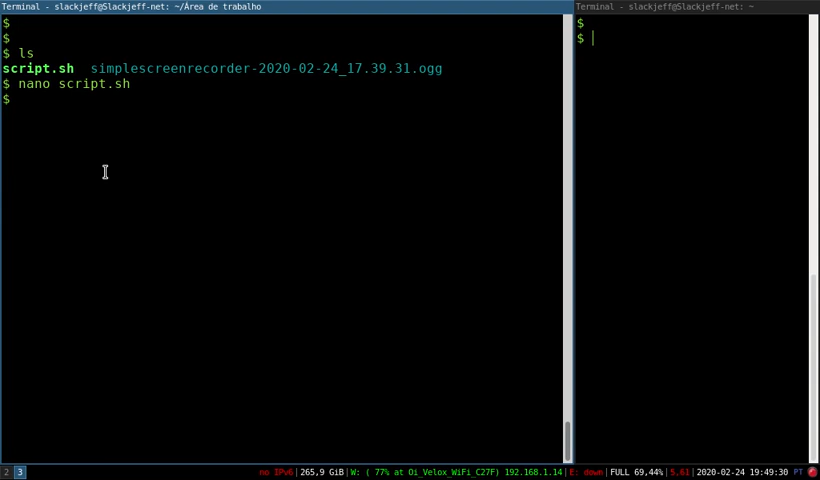 Terminal - slackjeff@Slackjeff-net: ~/Área de trabalho
$
$
$ ls
script.sh  simplescreenrecorder-2020-02-24_17.39.31.ogg
$ nano script.sh
$
Terminal - slackjeff@Slackjeff-net: ~
$
$
2 3 no IPv6|265,9 GiB|W: ( 77% at Oi_Velox_WiFi_C27F) 192.168.1.14|E: down|FULL 69,44%|5.61|2020-02-24 19:49:30 PT